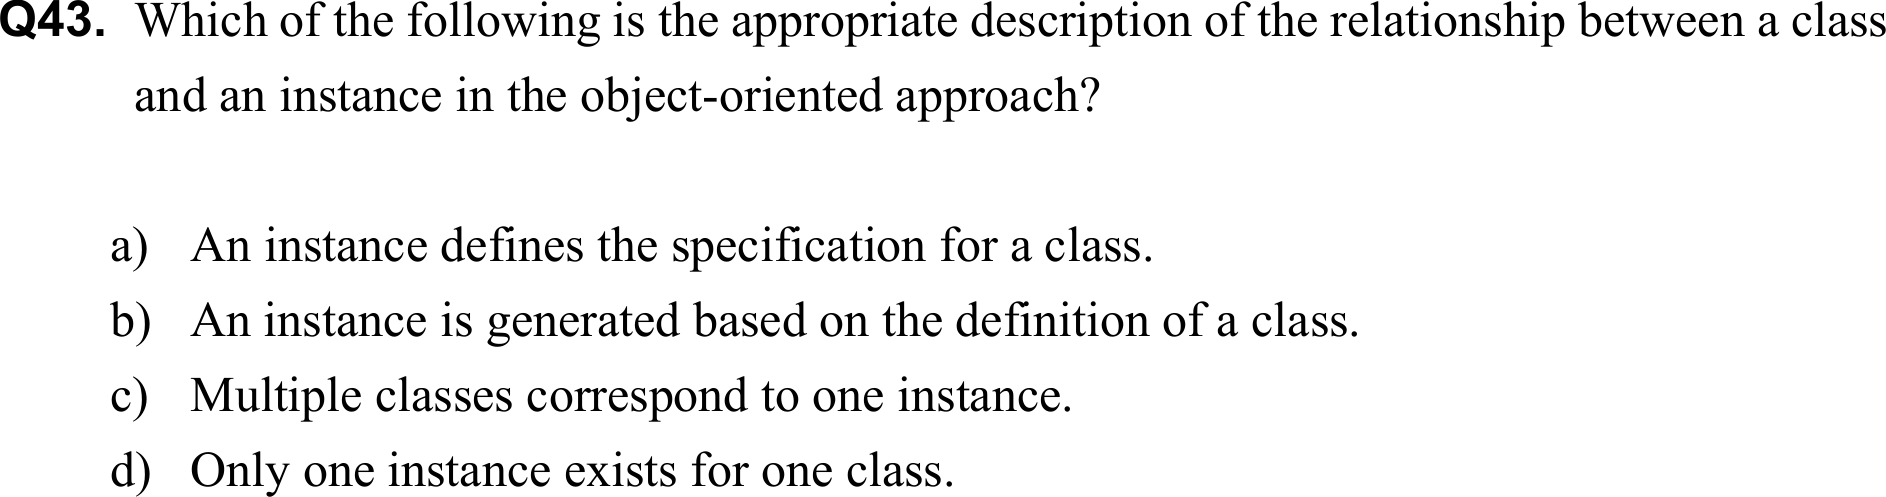 Q43. Which of the following is the appropriate description of the relationship between a class
and an instance in the object-oriented approach?
a) An instance defines the specification for a class.
b) An instance is generated based on the definition of a class.
c) Multiple classes correspond to one instance.
d) Only one instance exists for one class.